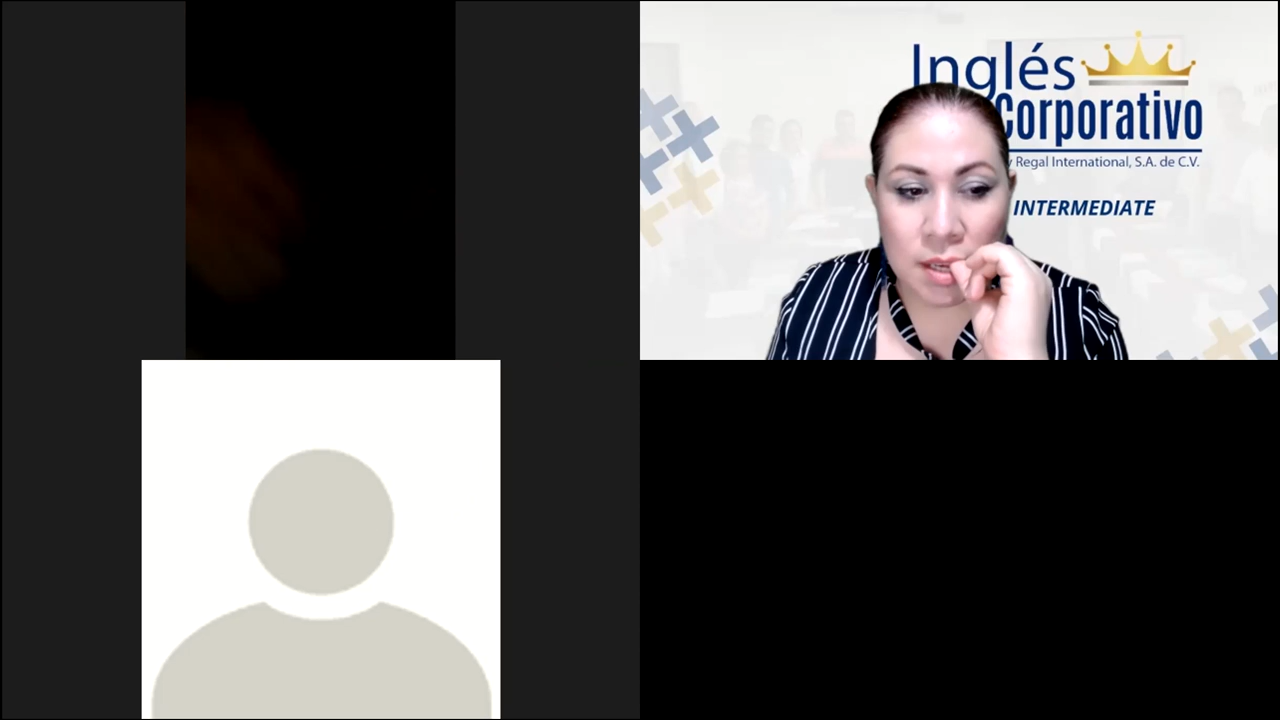 Inglés
Corporativo
y Regal International, S.A. de C.V.
INTERMEDIATE